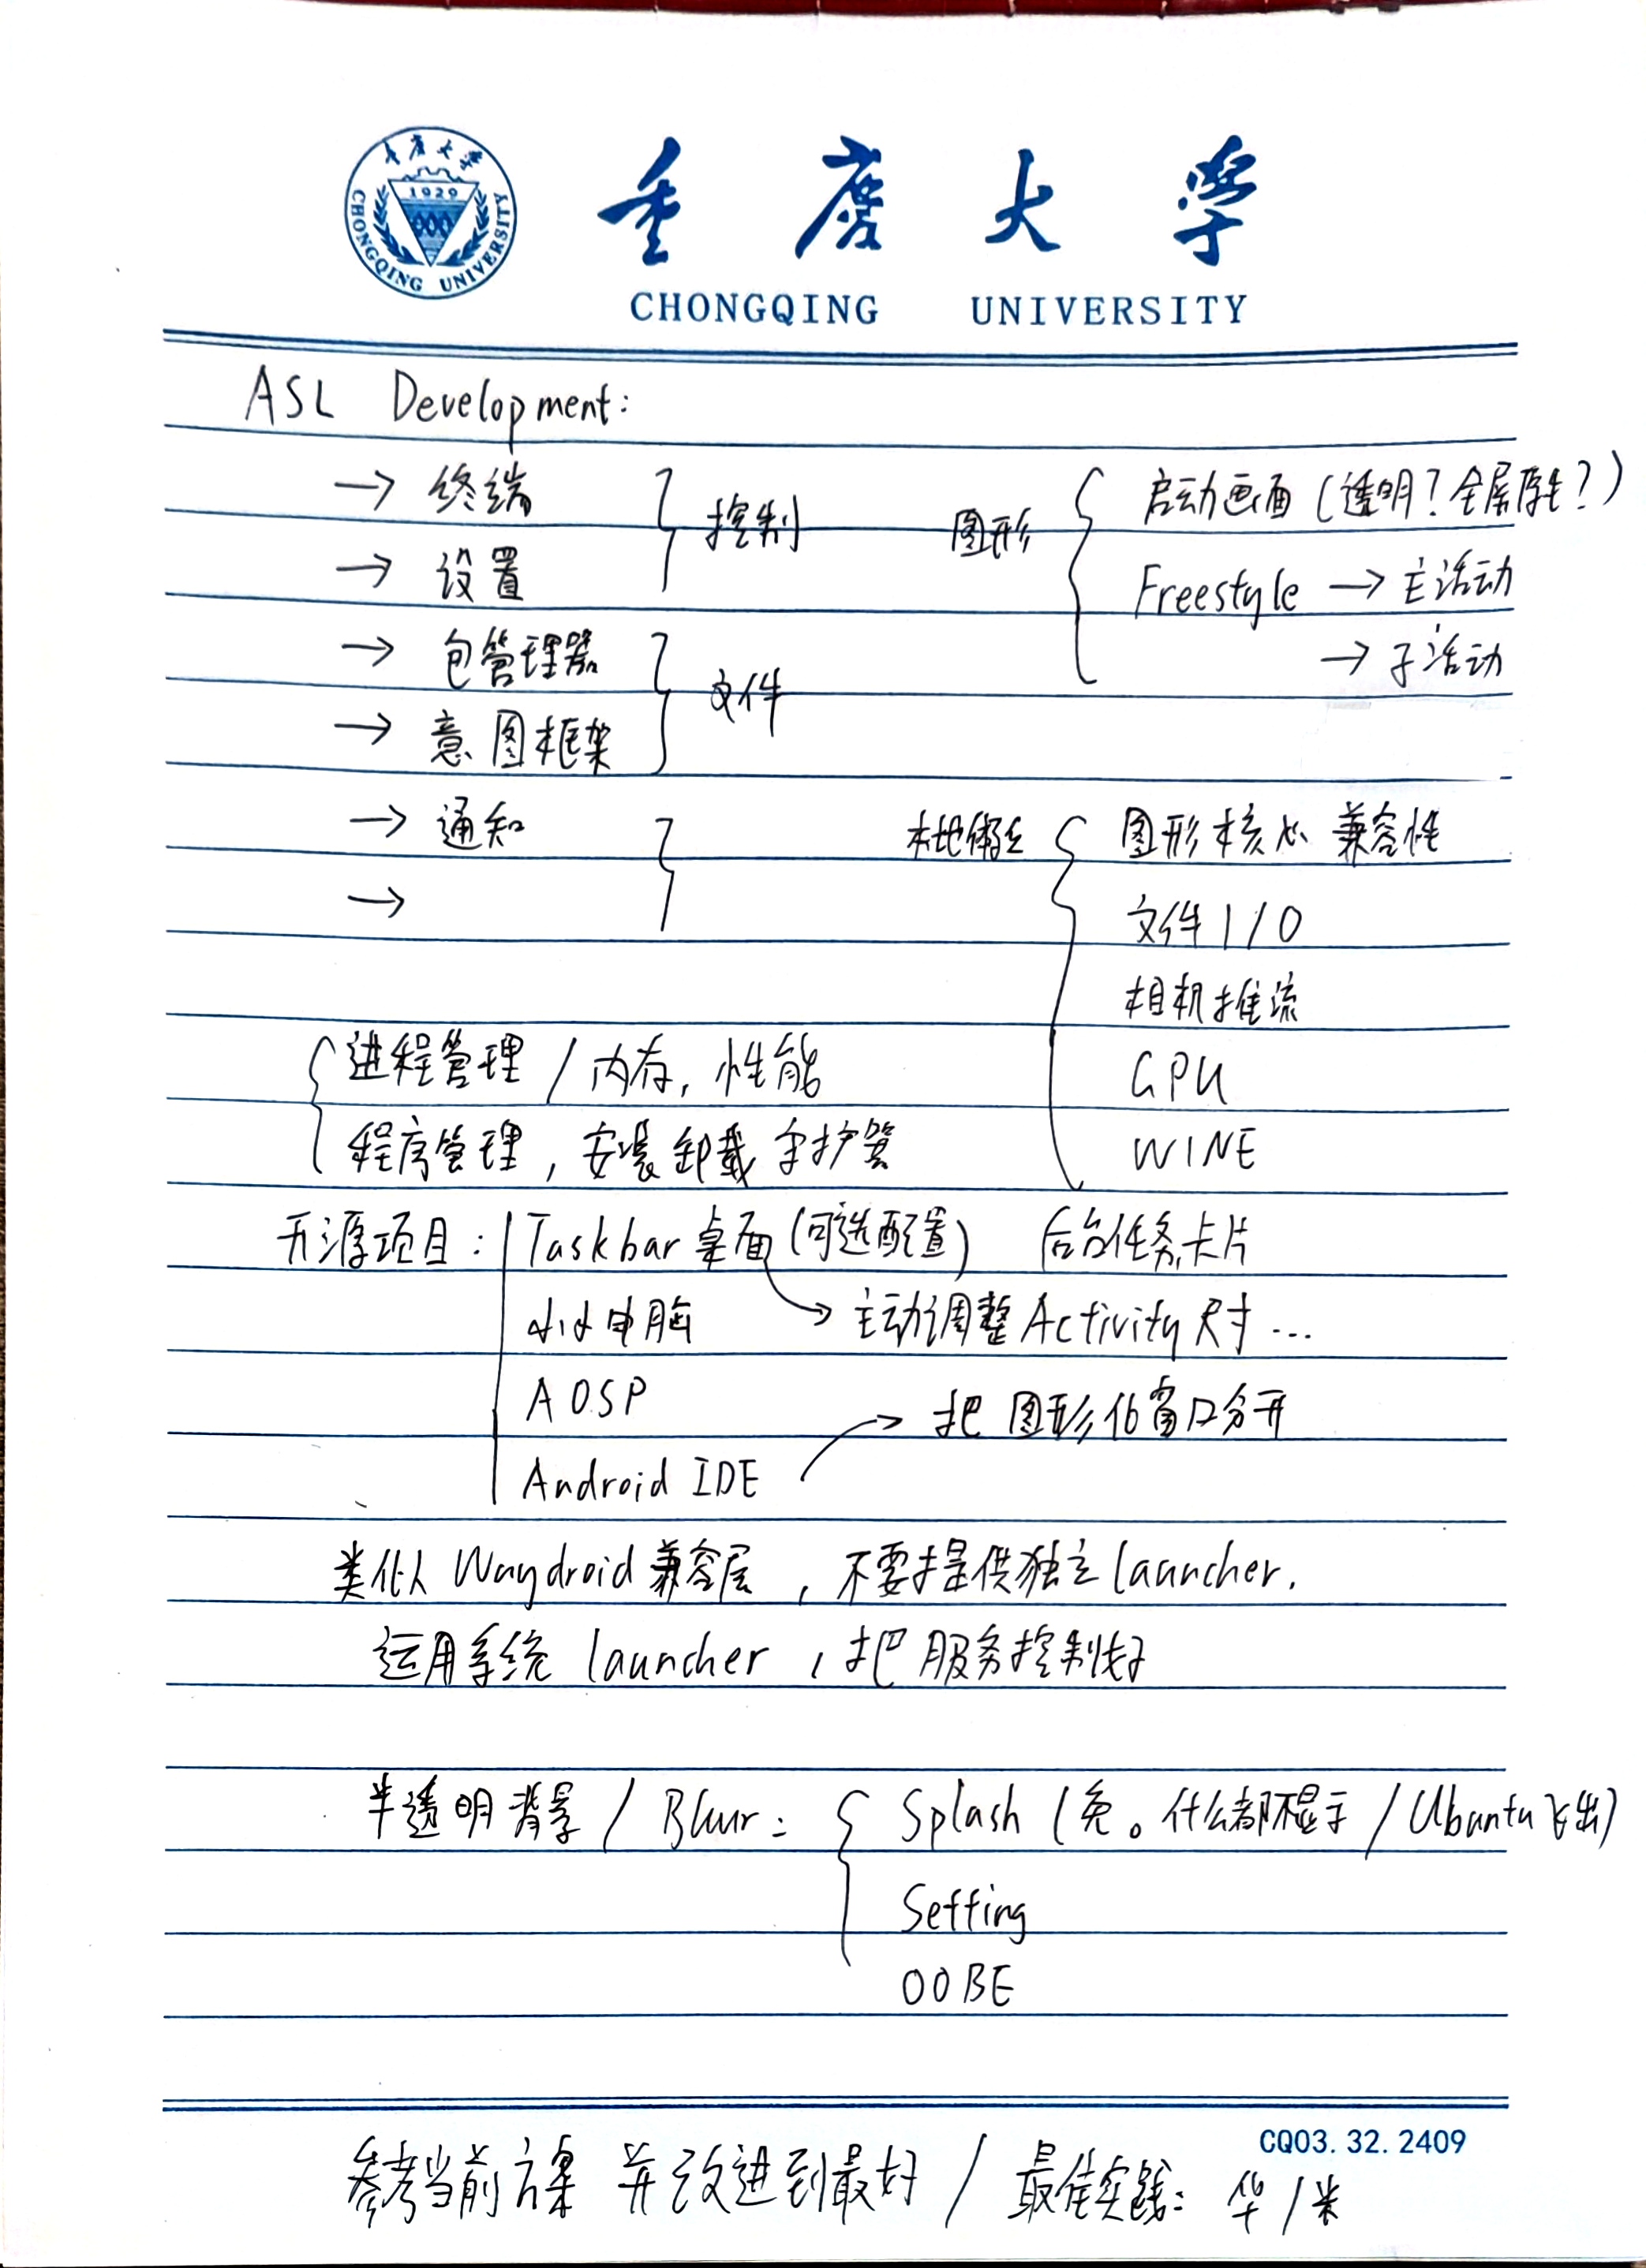 重庆大学
1929
CHONGQING UNIVERSITY
重庆大学
CHONGQING UNIVERSITY
ASL Development:
→ 终端
→ 设置
控制
→ 包管理器
→ 意图框架
文件
→ 通知
→
图形
启动画面(透明?全屏?)
Freestyle → 主活动
→ 子活动
本地
图形核心兼容性
文件 I/O
相机推流
GPU
WINE
进程管理 / 内存, 性能
程序管理, 安装卸载
开源项目:
Taskbar 桌面(可选配置) 后台任务卡片
→ 主动调整 Activity 尺寸 ...
小小电脑
AOSP
Android IDE
→ 把图形化窗口分开
类似 Waydroid 兼容层, 不要提供独立 launcher.
运用系统 launcher, 把服务控制好
半透明背景 / Blur:
Splash (免。什么都不显示 / Ubuntu 飞出)
Setting
OOBE
CQ03.32.2409
参考当前方案 并改进到最好 / 最佳实践: 华/米